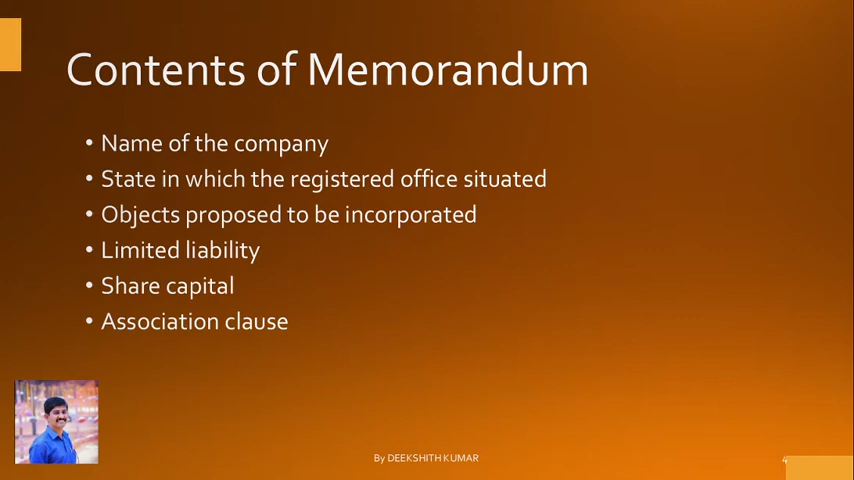 Contents of Memorandum
• Name of the company
• State in which the registered office situated
• Objects proposed to be incorporated
• Limited liability
• Share capital
• Association clause
By DEEKSHITH KUMAR